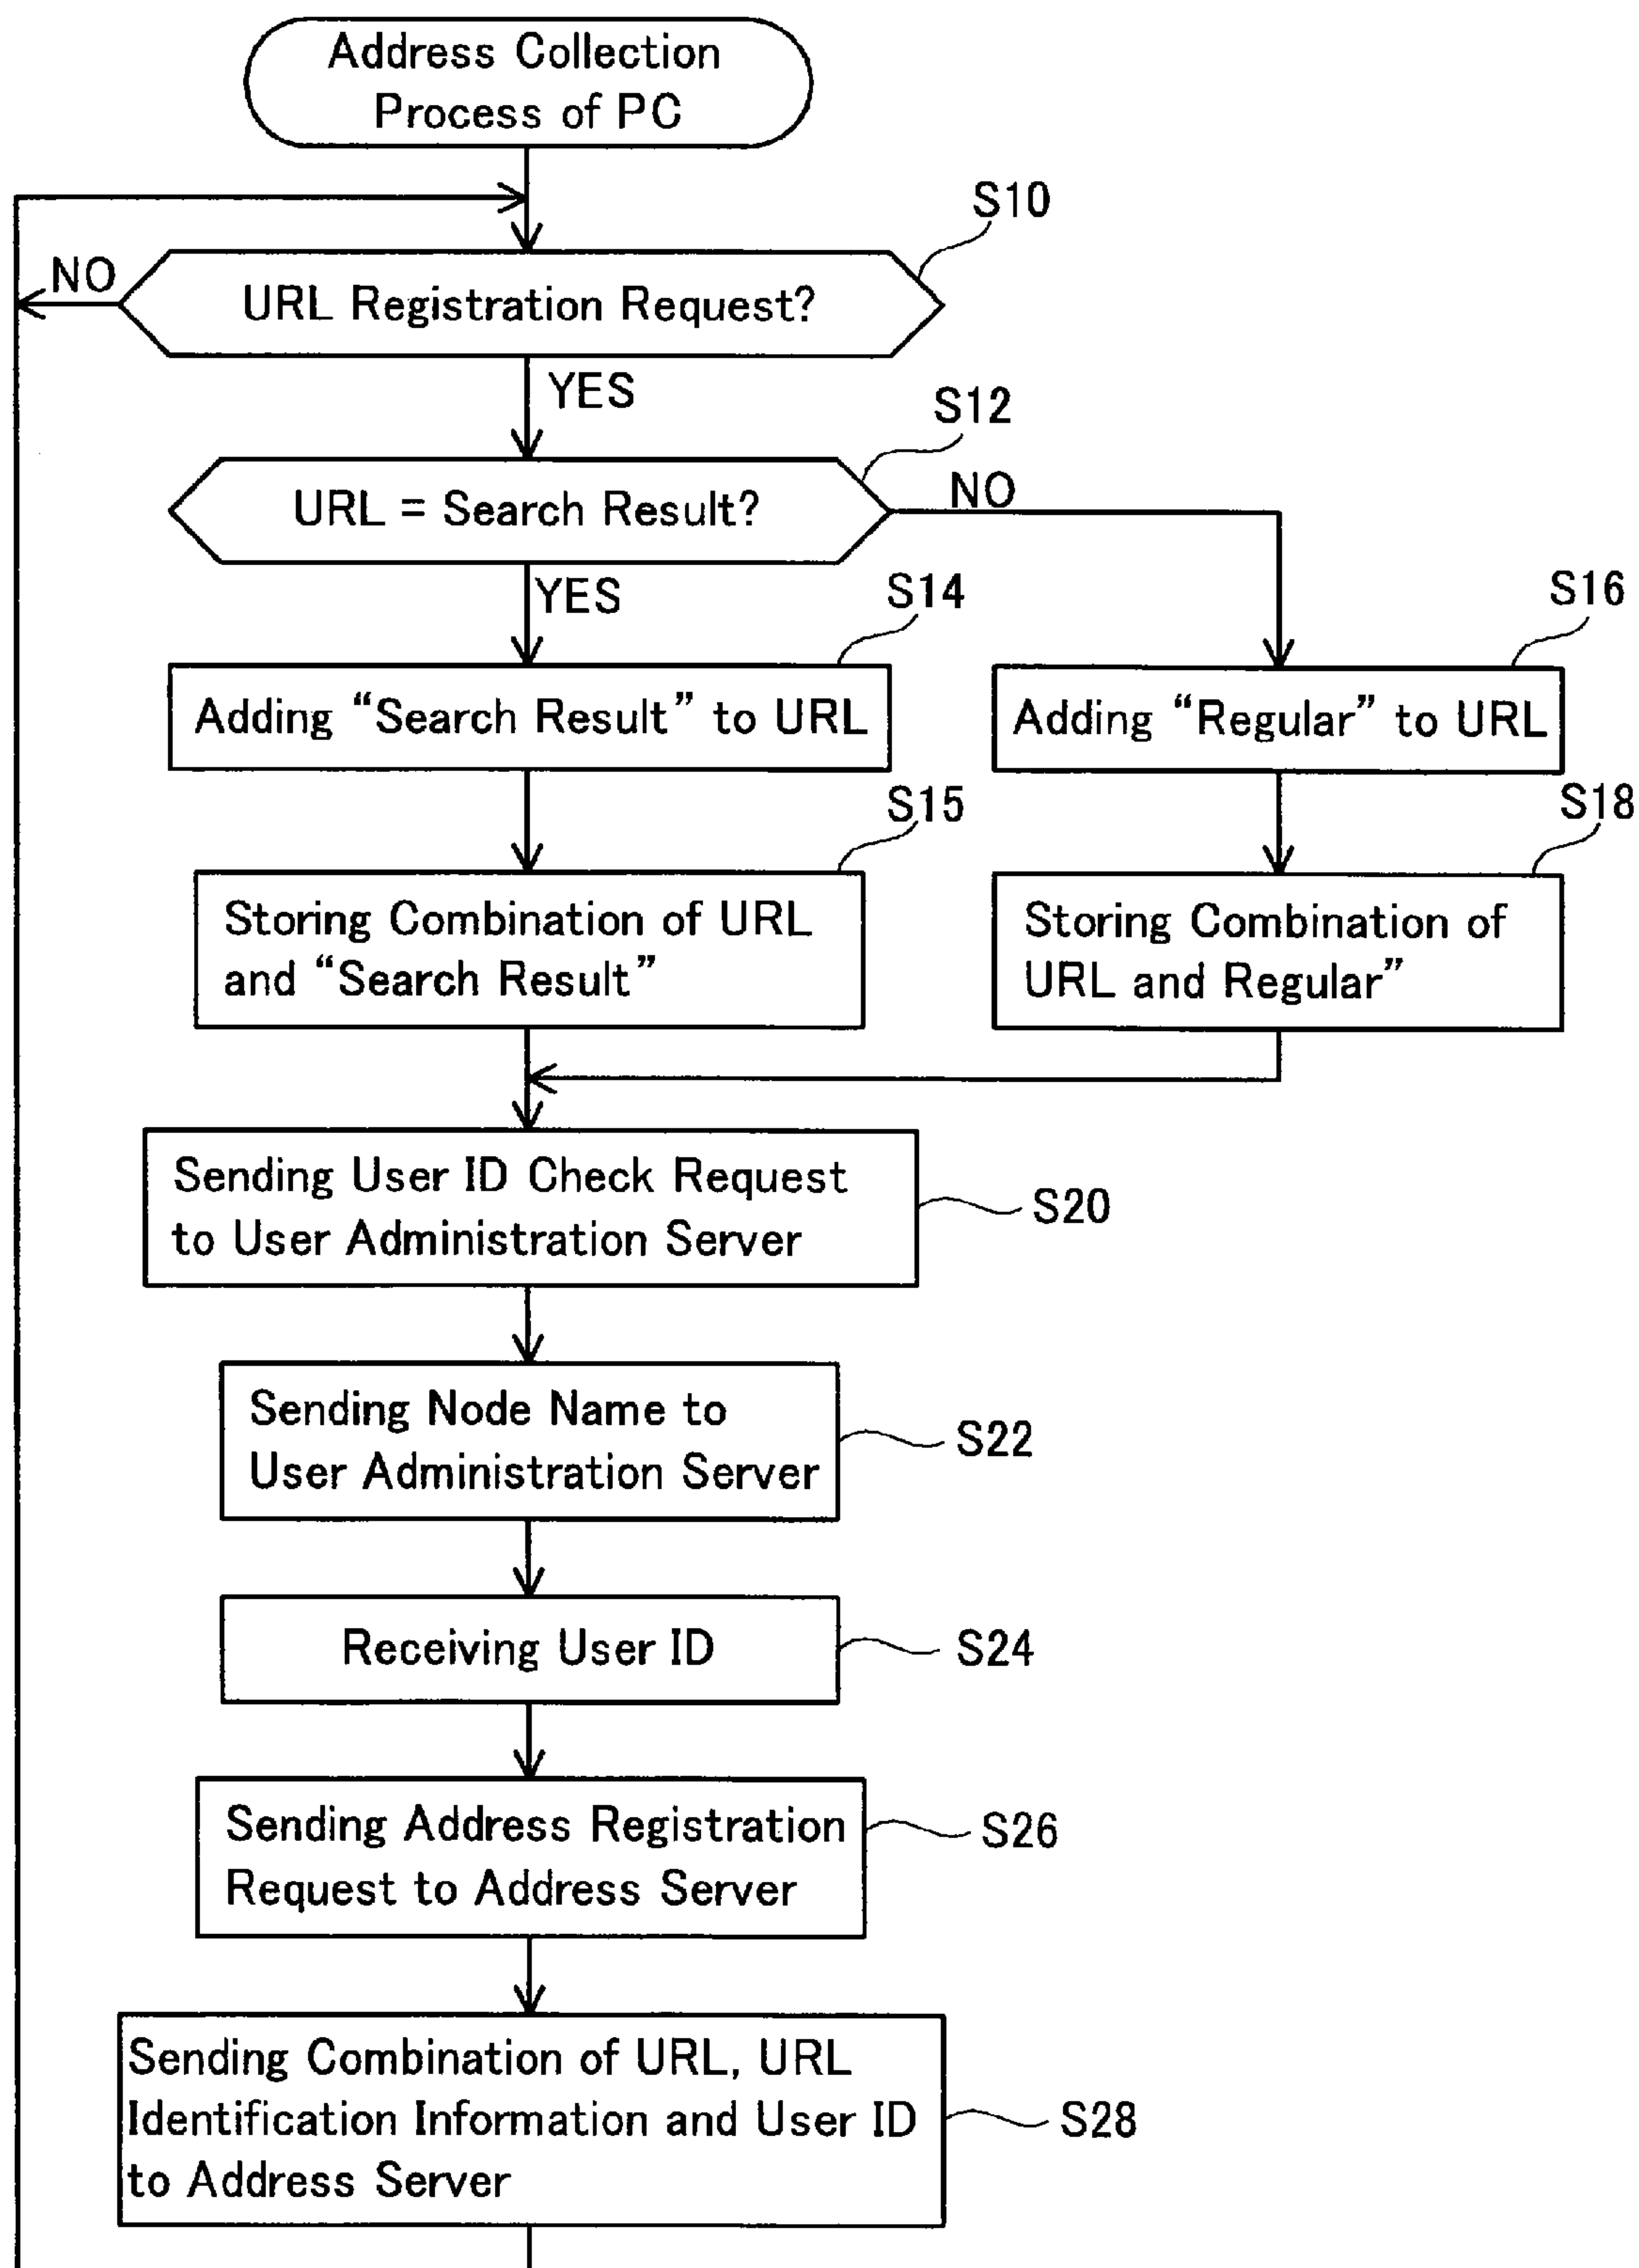 Address Collection
Process of PC
S10
NO
URL Registration Request?
YES
S12
URL = Search Result?
NO
YES
S14
S16
Adding “Search Result” to URL
Adding “Regular” to URL
S15
S18
Storing Combination of URL
and “Search Result”
Storing Combination of
URL and Regular”
Sending User ID Check Request
to User Administration Server
S20
Sending Node Name to
User Administration Server
S22
Receiving User ID
S24
Sending Address Registration
Request to Address Server
S26
Sending Combination of URL, URL
Identification Information and User ID
to Address Server
S28